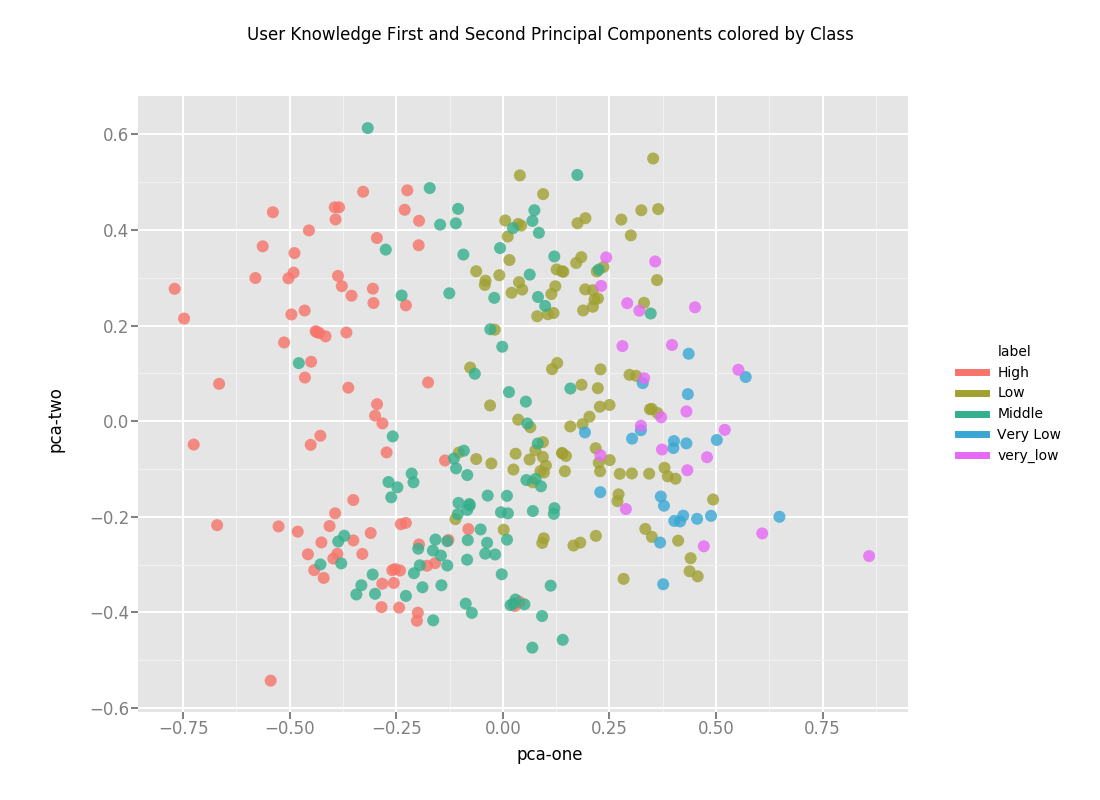 User Knowledge First and Second Principal Components colored by Class
0.6
0.4
0.2
0.0
−0.2
−0.4
−0.6
pca-two
−0.75
−0.50
−0.25
0.00
0.25
0.50
0.75
pca-one
label
High
Low
Middle
Very Low
very_low